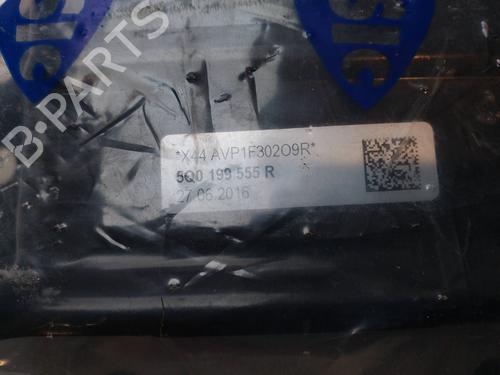 *X44 AVP1F302O9R*
5Q0 199 555 R
27.06.2016
B-PARTS